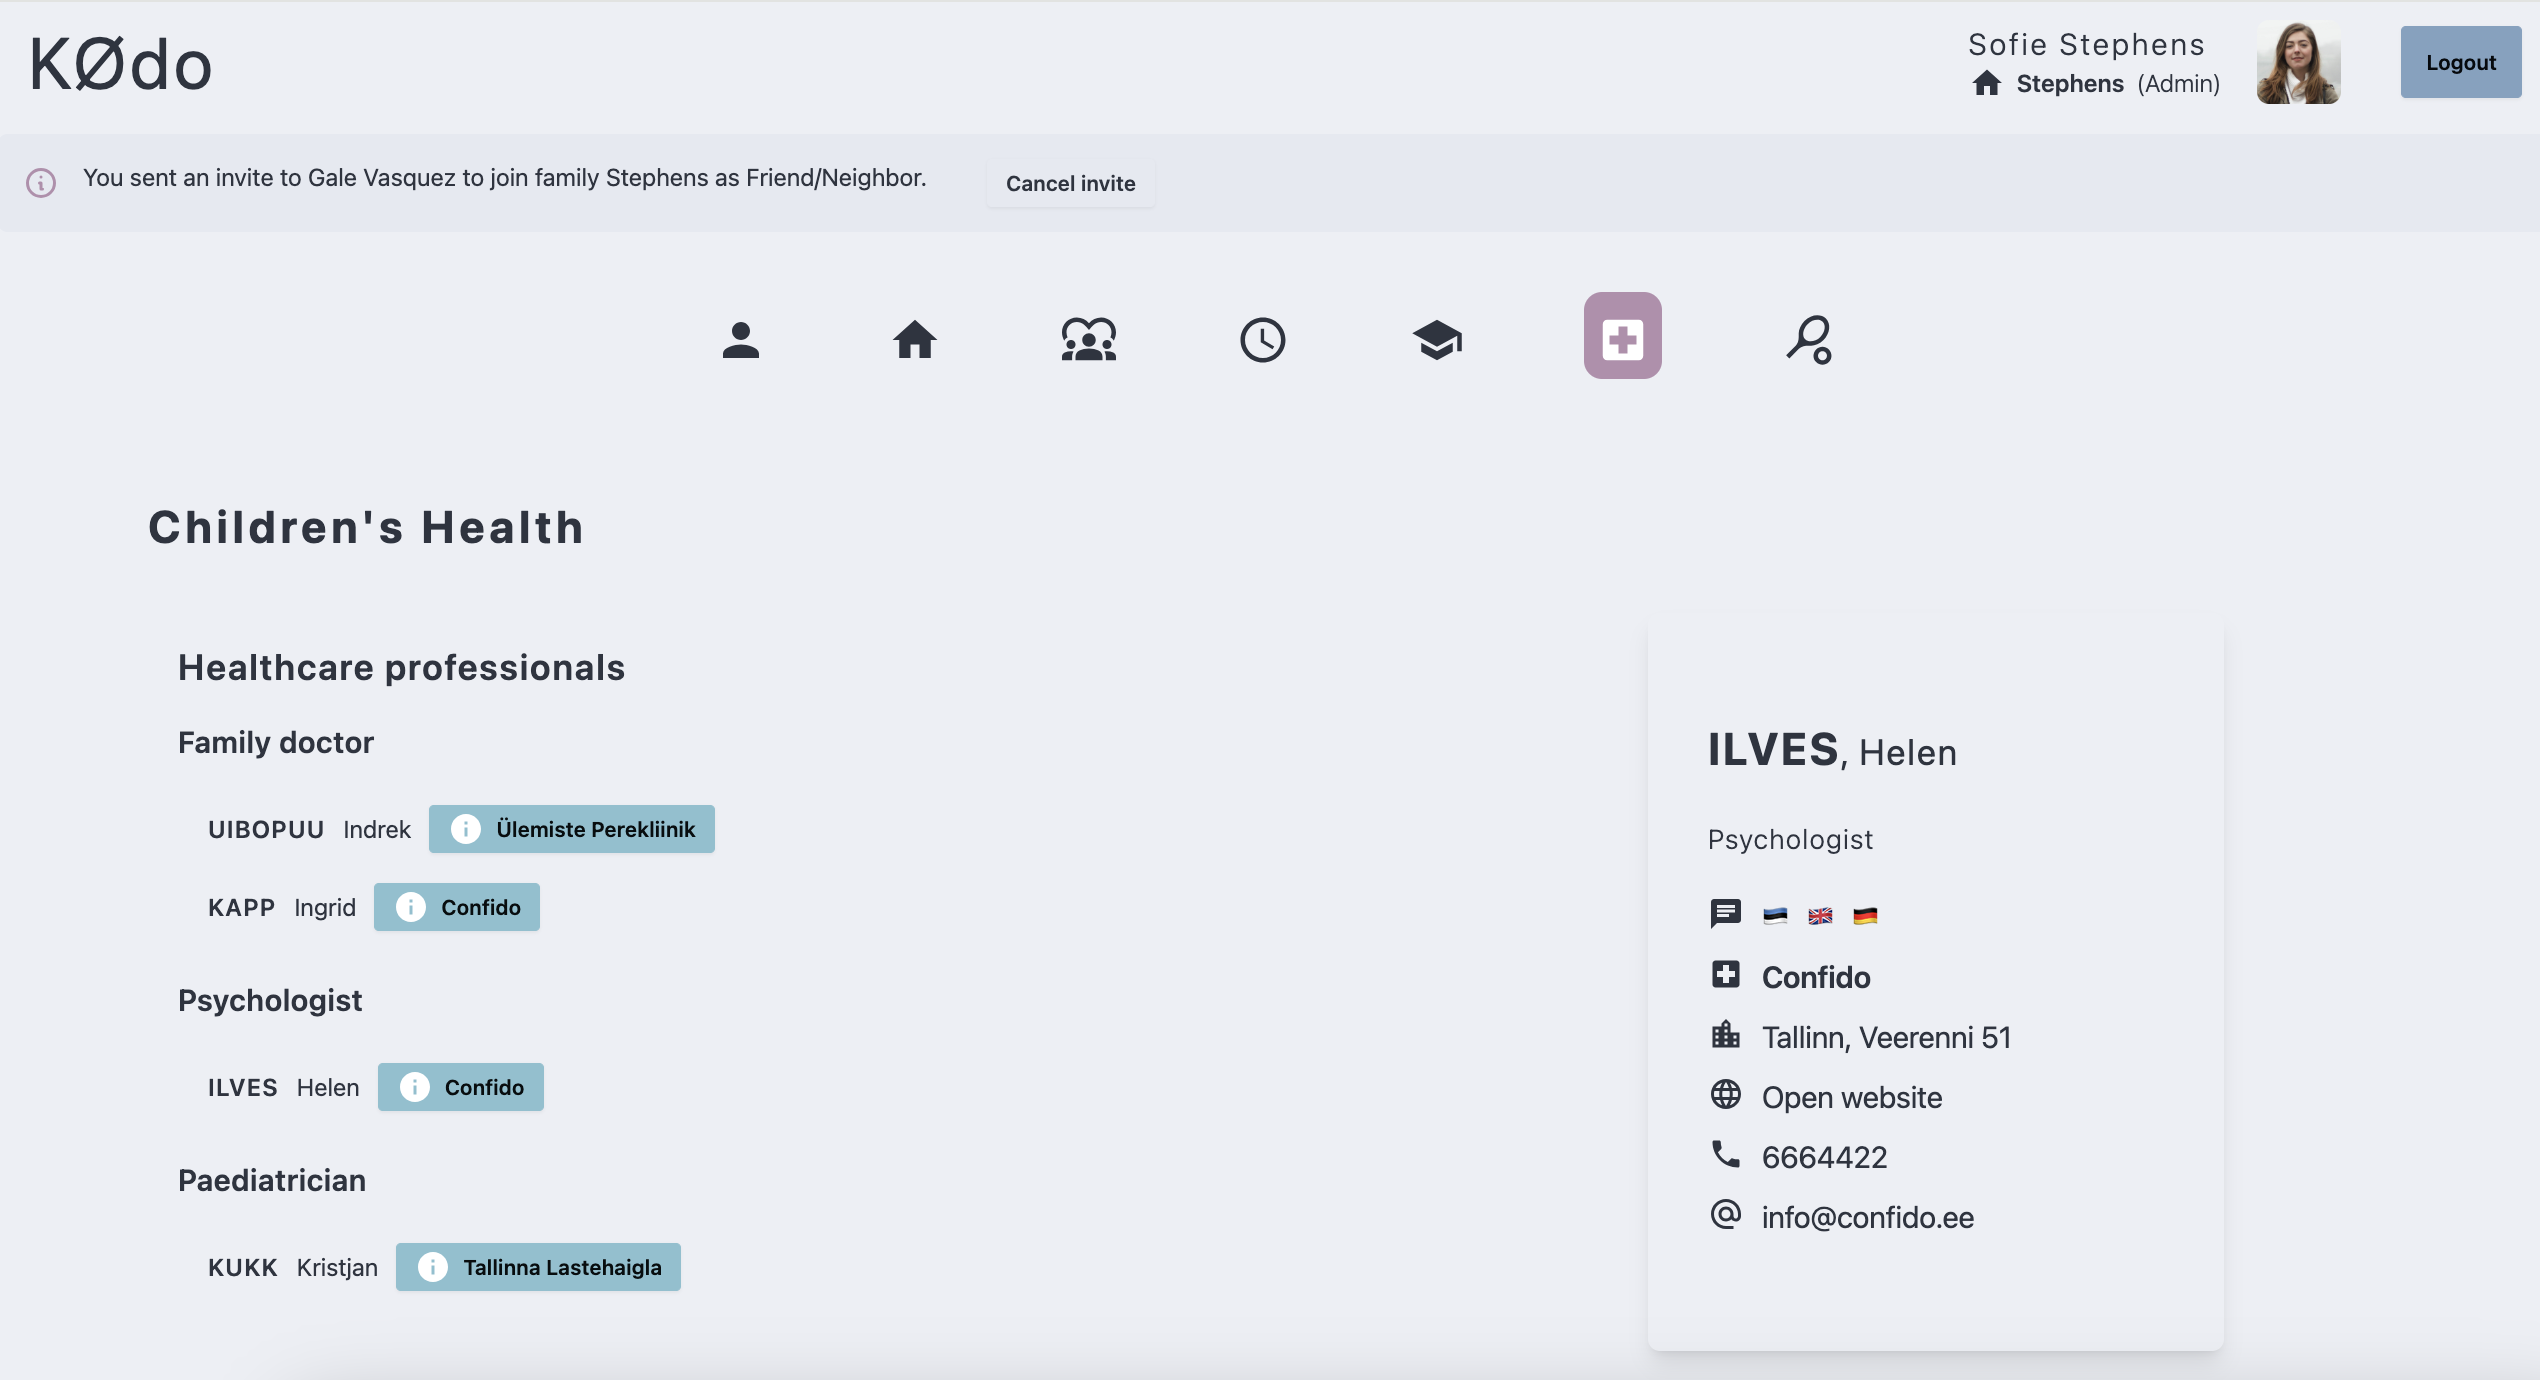 KØdo
Sofie Stephens
Stephens (Admin)
Logout
You sent an invite to Gale Vasquez to join family Stephens as Friend/Neighbor.
Cancel invite
Children's Health
Healthcare professionals
Family doctor
UIBOPUU Indrek Ülemiste Perekliinik
KAPP Ingrid Confido
Psychologist
ILVES Helen Confido
Paediatrician
KUKK Kristjan Tallinna Lastehaigla
ILVES, Helen
Psychologist
Confido
Tallinn, Veerenni 51
Open website
6664422
info@confido.ee